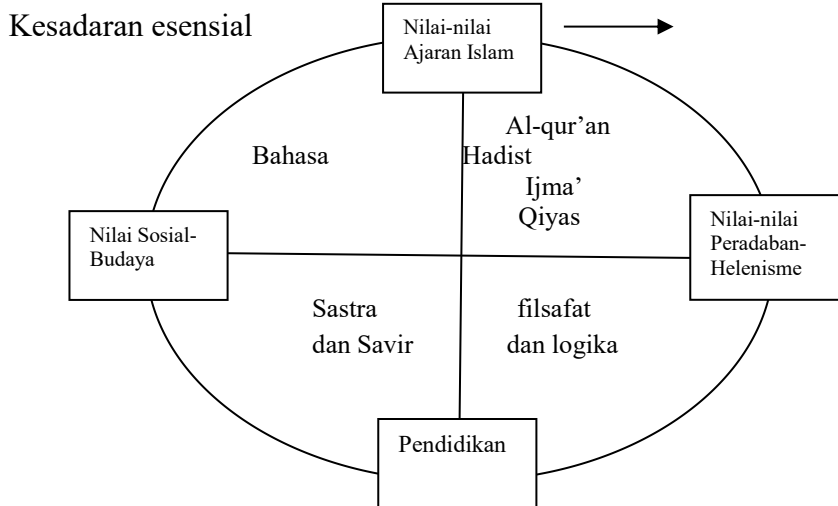 Kesadaran esensial
Nilai-nilai
Ajaran Islam
Al-qur’an
Bahasa
Hadist
Ijma’
Qiyas
Nilai Sosial-
Budaya
Nilai-nilai
Peradaban-
Helenisme
Sastra
dan Savir
filsafat
dan logika
Pendidikan